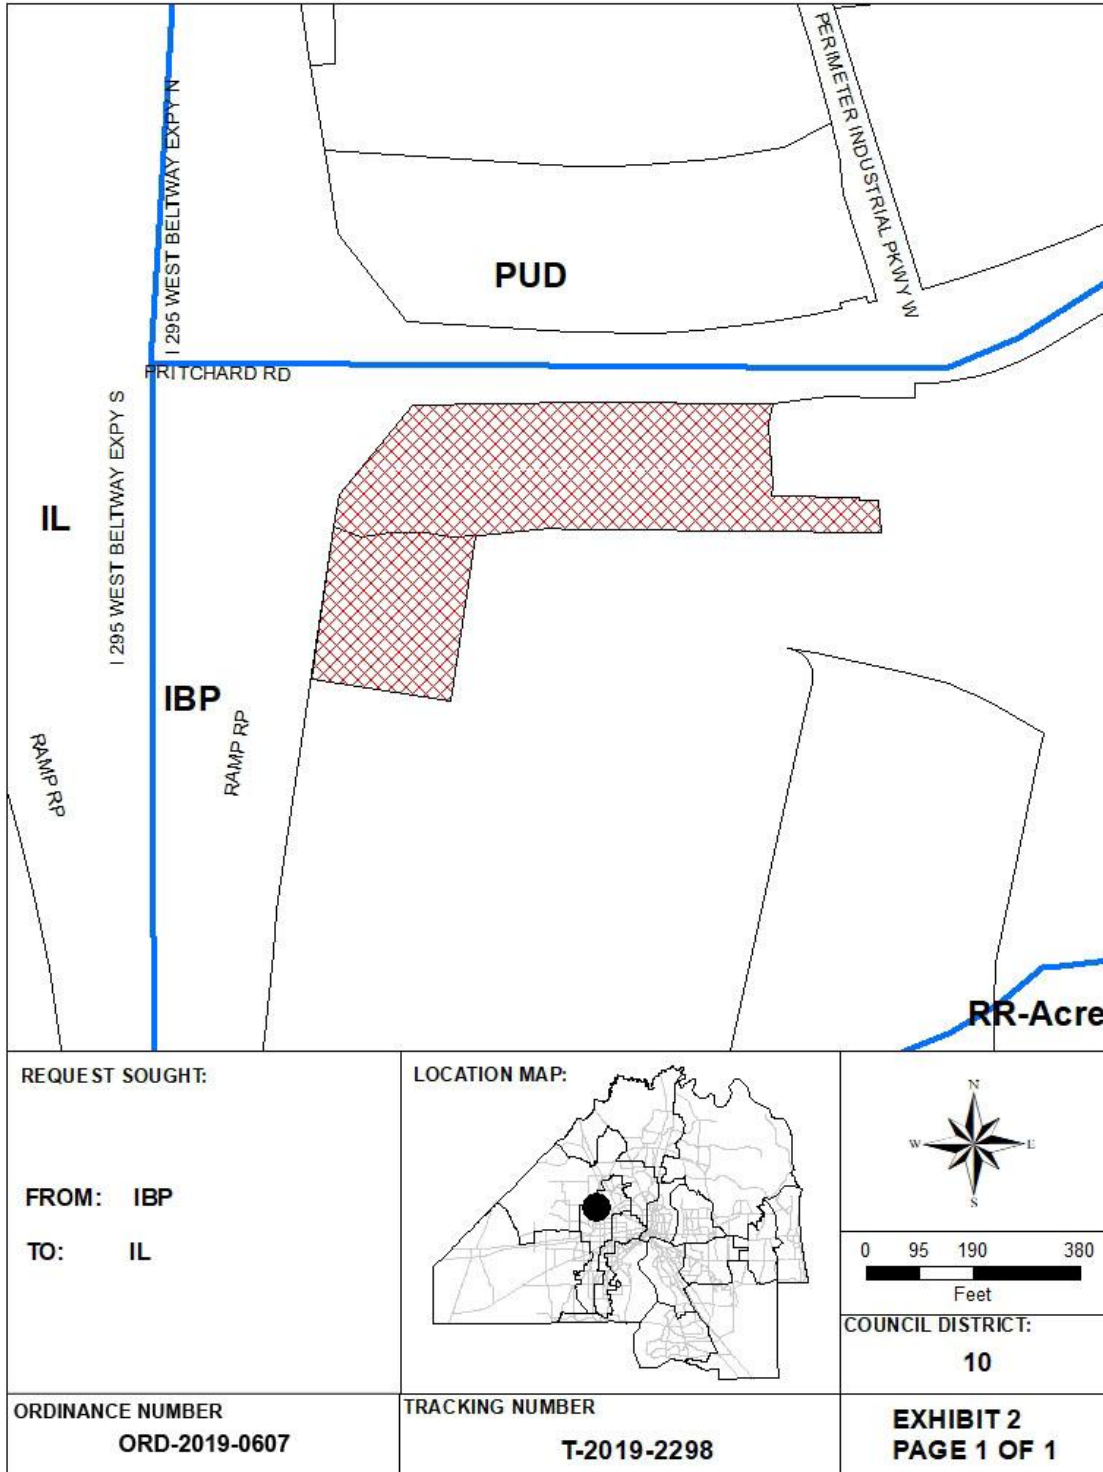 PERIMETER INDUSTRIAL PKWY W
I 295 WEST BELTWAY EXPY N
PUD
PRITCHARD RD
I 295 WEST BELTWAY EXPY S
IL
IBP
RAMP RP
RAMP RP
RR-Acre
REQUEST SOUGHT:
FROM: IBP
TO: IL
LOCATION MAP:
N
W E
S
0 95 190 380
Feet
COUNCIL DISTRICT:
10
ORDINANCE NUMBER
ORD-2019-0607
TRACKING NUMBER
T-2019-2298
EXHIBIT 2
PAGE 1 OF 1